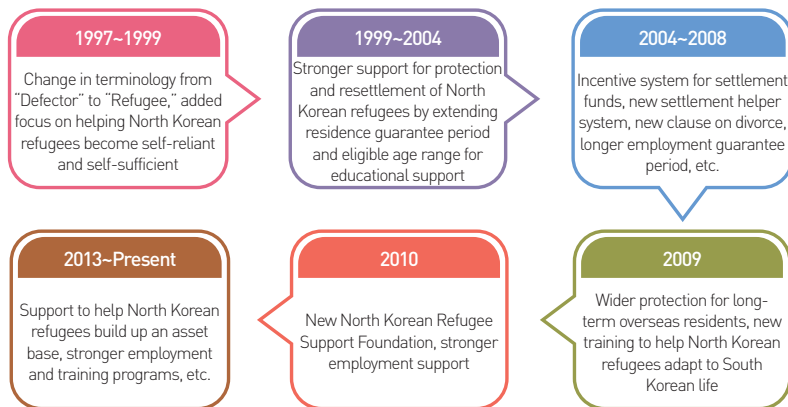 1997~1999
Change in terminology from
"Defector" to "Refugee," added
focus on helping North Korean
refugees become self-reliant
and self-sufficient
1999~2004
Stronger support for protection
and resettlement of North
Korean refugees by extending
residence guarantee period
and eligible age range for
educational support
2004~2008
Incentive system for settlement
funds, new settlement helper
system, new clause on divorce,
longer employment guarantee
period, etc.
2009
Wider protection for long-
term overseas residents, new
training to help North Korean
refugees adapt to South
Korean life
2010
New North Korean Refugee
Support Foundation, stronger
employment support
2013~Present
Support to help North Korean
refugees build up an asset
base, stronger employment
and training programs, etc.